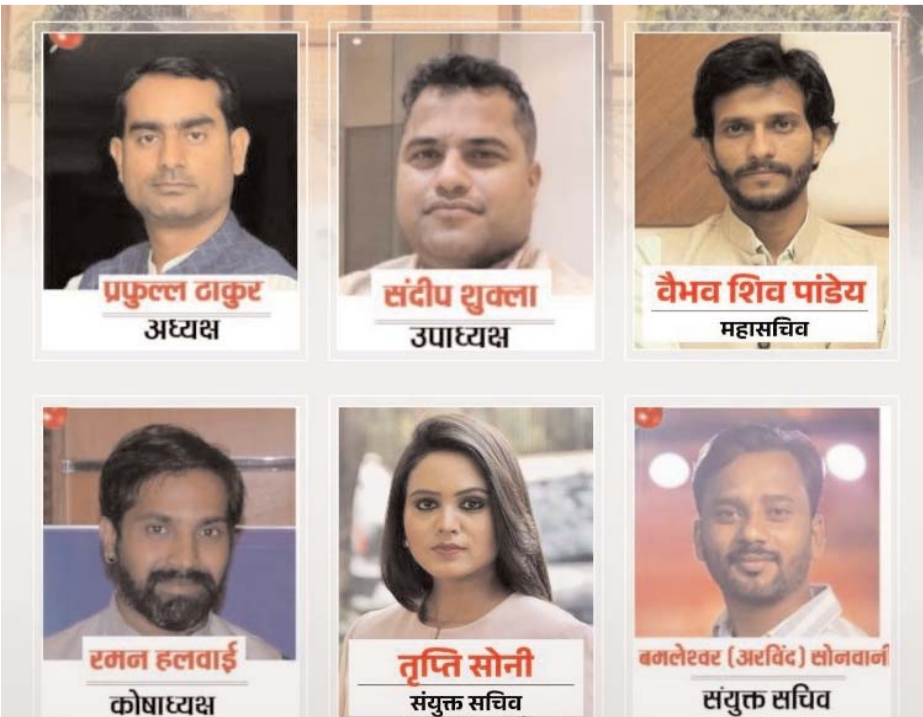 प्रफुल्ल ठाकुर
अध्यक्ष
संदीप शुक्ला
उपाध्यक्ष
वैभव शिव पांडेय
महासचिव
रमन हलवाई
कोषाध्यक्ष
तृप्ति सोनी
संयुक्त सचिव
बमलेश्वर (अरविंद) सोनवानी
संयुक्त सचिव